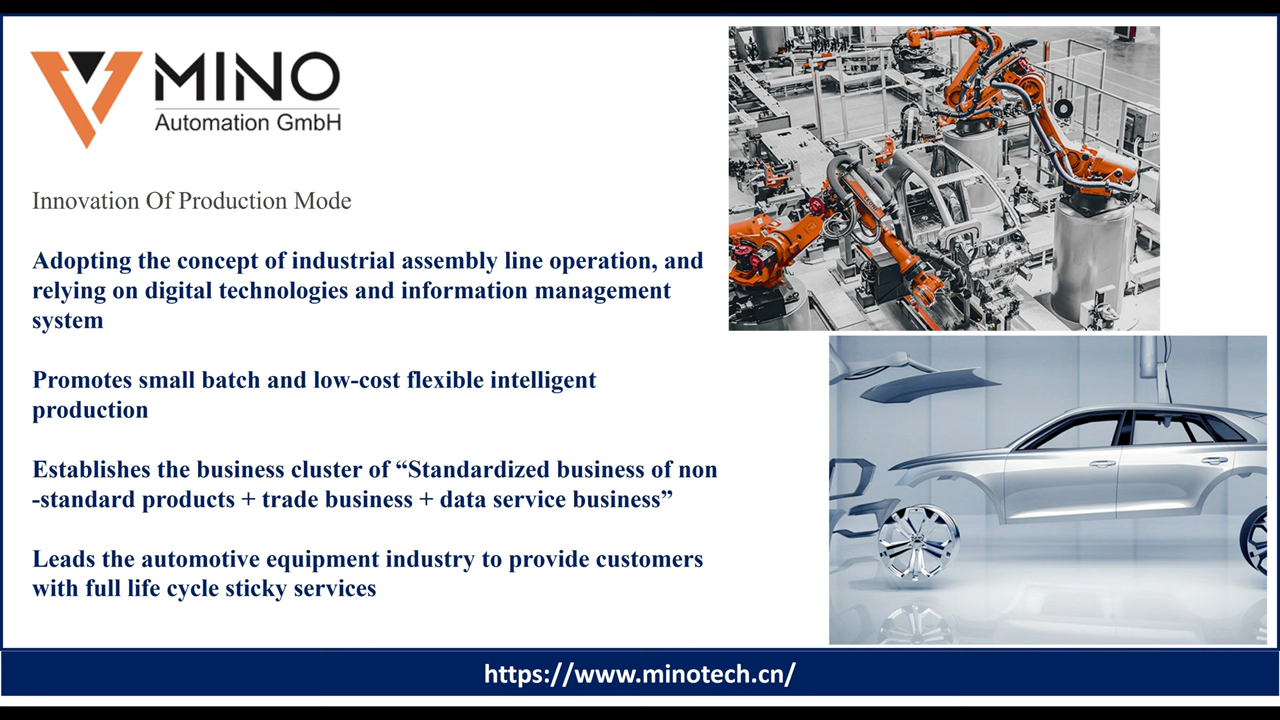 MINO
Automation GmbH
Innovation Of Production Mode
Adopting the concept of industrial assembly line operation, and
relying on digital technologies and information management
system
Promotes small batch and low-cost flexible intelligent
production
Establishes the business cluster of “Standardized business of non
-standard products + trade business + data service business”
Leads the automotive equipment industry to provide customers
with full life cycle sticky services
https://www.minotech.cn/